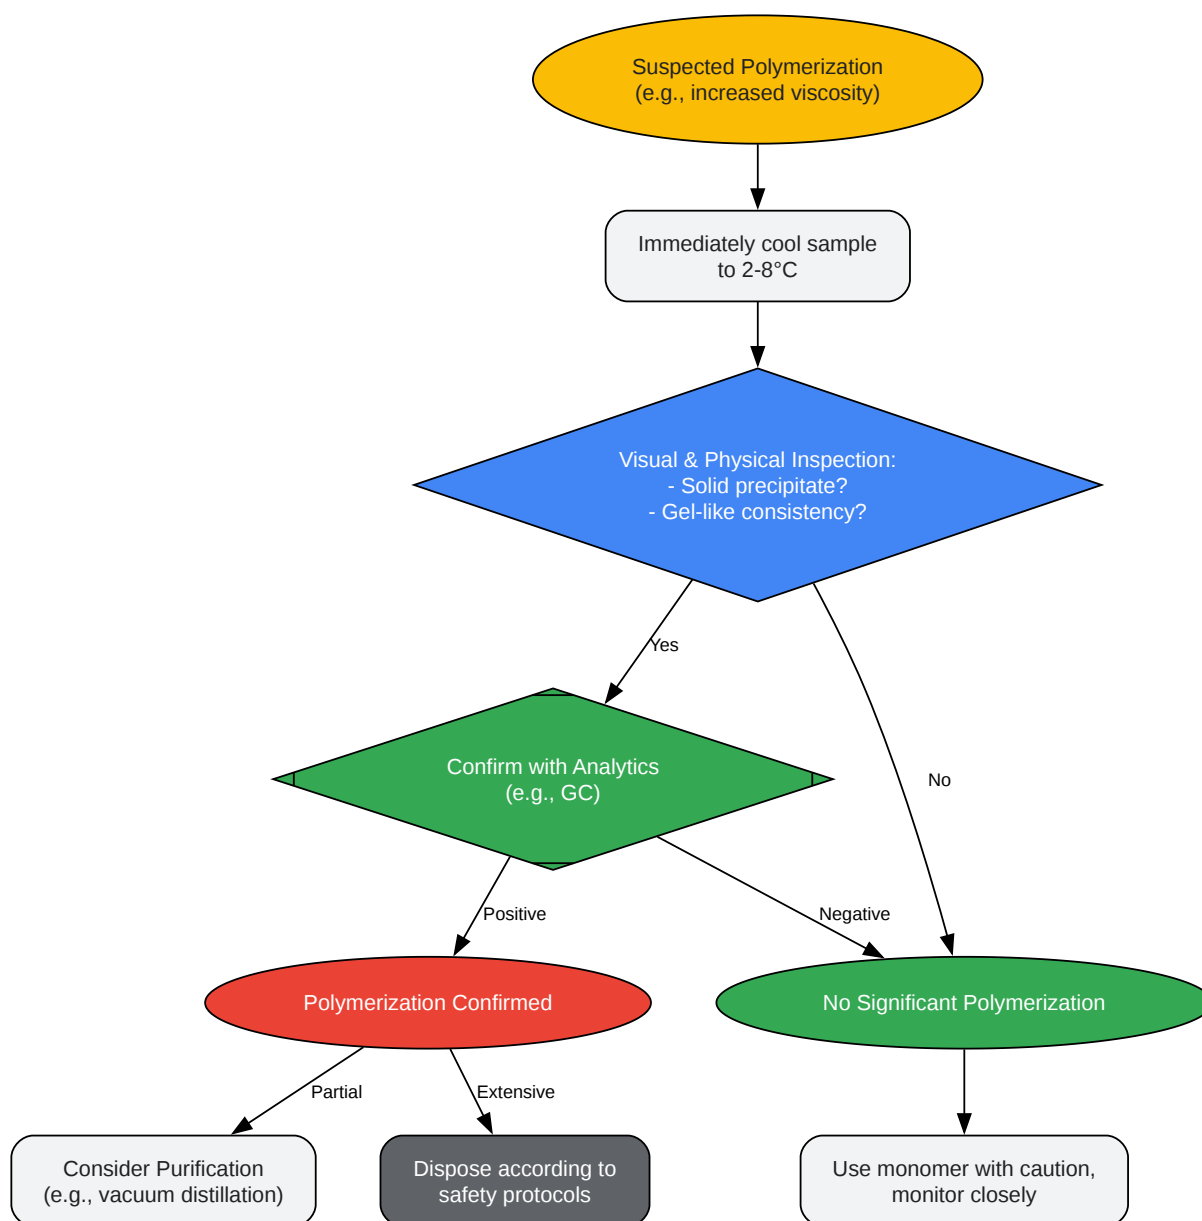 Suspected Polymerization
(e.g., increased viscosity)
Immediately cool sample
to 2-8°C
Visual & Physical Inspection:
- Solid precipitate?
- Gel-like consistency?
Yes
No
Confirm with Analytics
(e.g., GC)
Positive
Negative
Polymerization Confirmed
No Significant Polymerization
Partial
Extensive
Consider Purification
(e.g., vacuum distillation)
Dispose according to
safety protocols
Use monomer with caution,
monitor closely